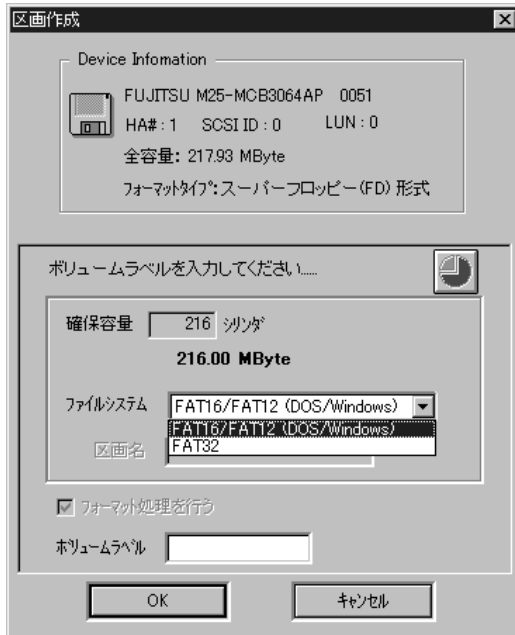 区画作成
Device Infomation
FUJITSU M25-MCB3064AP 0051
HA# : 1 SCSI ID : 0 LUN : 0
全容量: 217.93 MByte
フォーマットタイプ:スーパーフロッピー(FD) 形式
ボリュームラベルを入力してください.....
確保容量 216 シリンダ
216.00 MByte
ファイルシステム FAT16/FAT12 (DOS/Windows)
FAT16/FAT12 (DOS/Windows)
区画名 FAT32
フォーマット処理を行う
ボリュームラベル
OK キャンセル